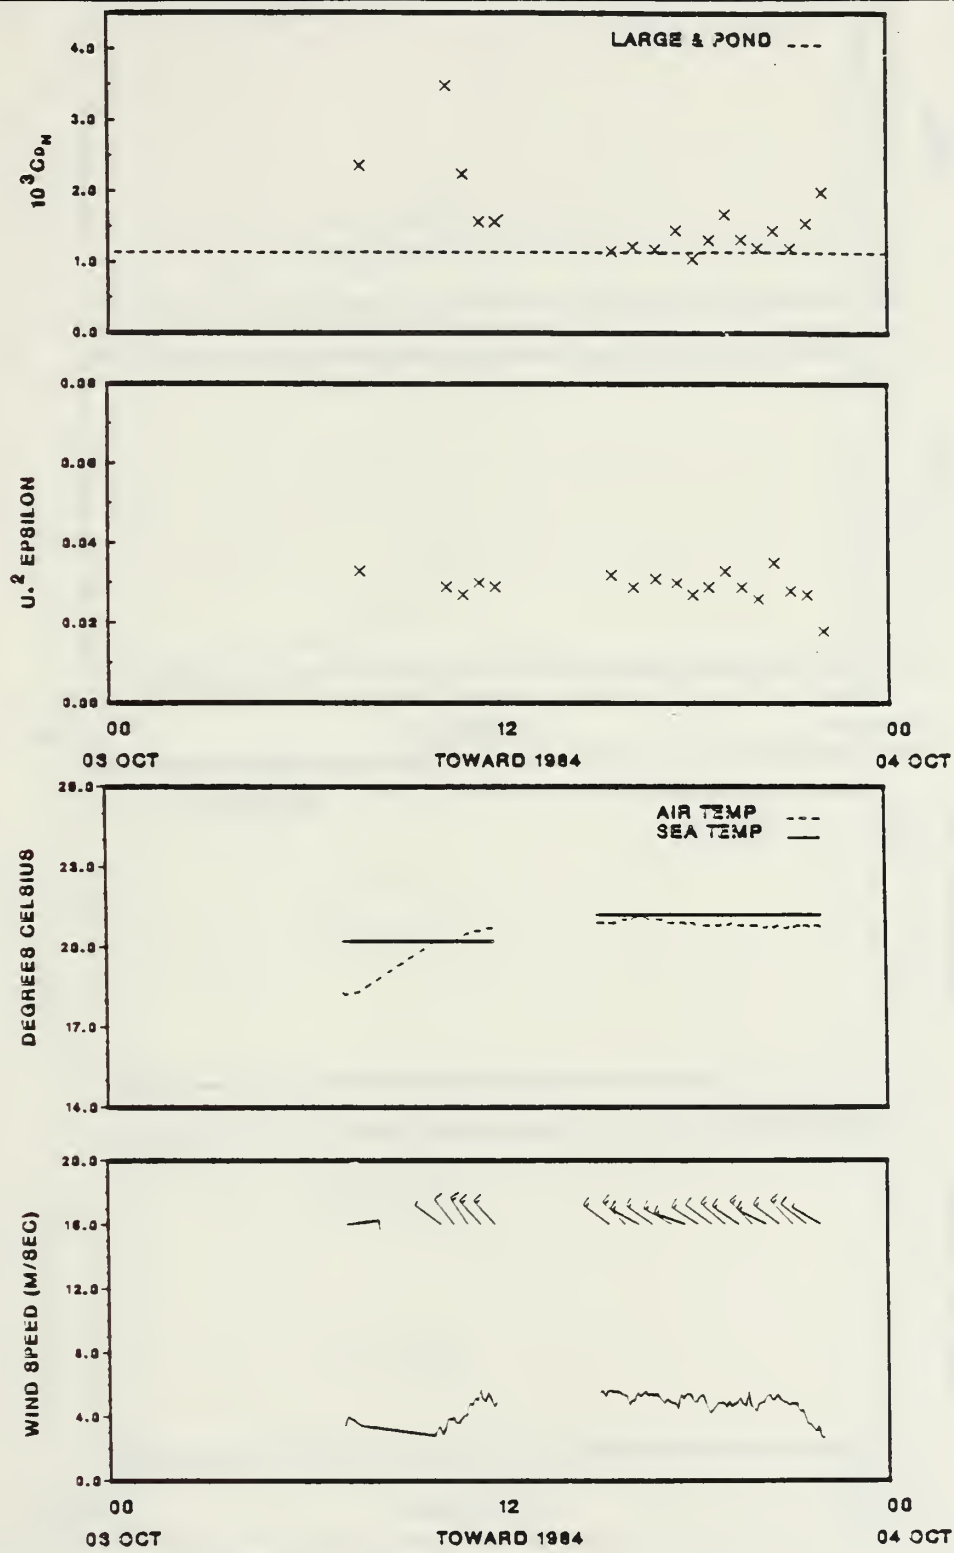 LARGE & POND ----
4.0
3.0
2.0
1.0
0.0
10³C_DN
0.08
0.06
0.04
0.02
0.00
U.² EPSILON
00 12 00
03 OCT TOWARD 1984 04 OCT
AIR TEMP ----
SEA TEMP
26.0
23.0
20.0
17.0
14.0
DEGREES CELSIUS
20.0
16.0
12.0
8.0
4.0
0.0
WIND SPEED (M/SEC)
00 12 00
03 OCT TOWARD 1984 04 OCT